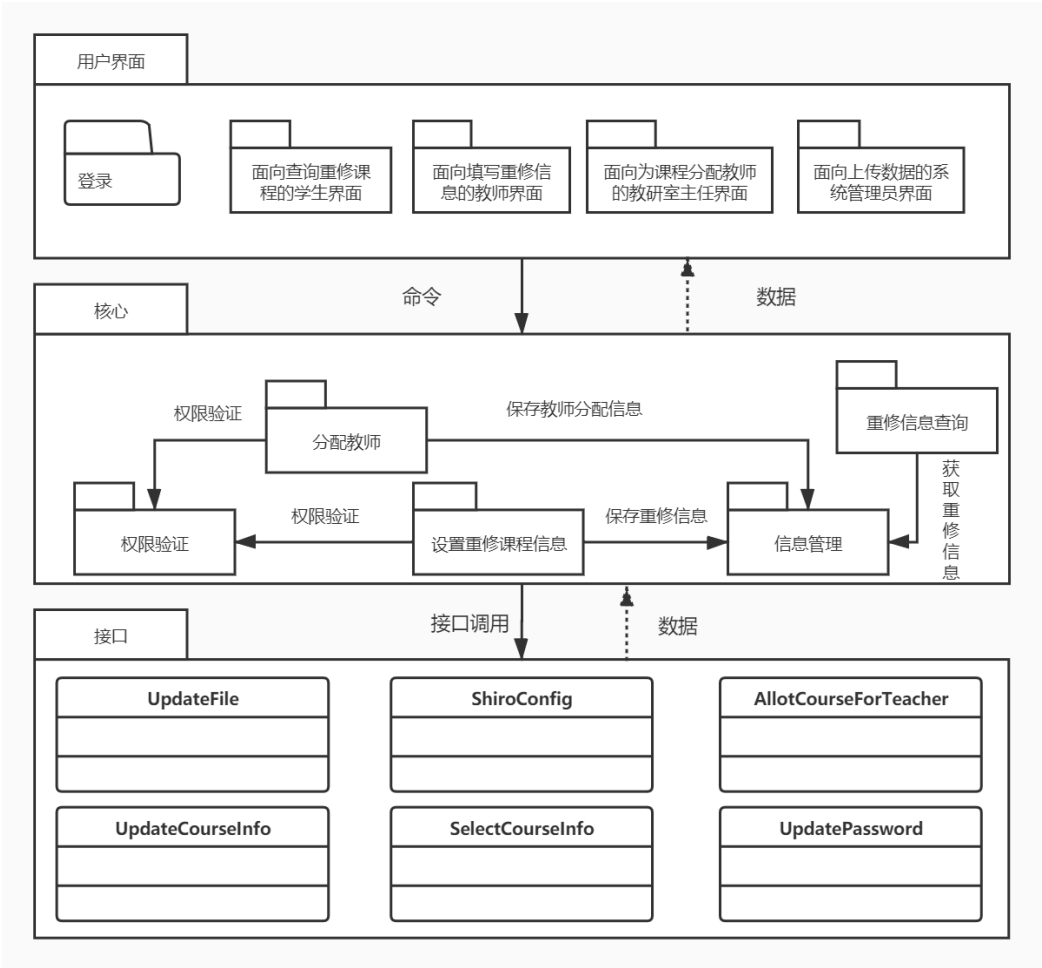 用户界面
登录
面向查询重修课
程的学生界面
面向填写重修信
息的教师界面
面向为课程分配教师
的教研室主任界面
面向上传数据的系
统管理员界面
命令
数据
核心
权限验证
分配教师
保存教师分配信息
重修信息查询
获
取
重
修
信
息
权限验证
权限验证
设置重修课程信息
保存重修信息
信息管理
接口调用
数据
接口
UpdateFile
ShiroConfig
AllotCourseForTeacher
UpdateCourseInfo
SelectCourseInfo
UpdatePassword